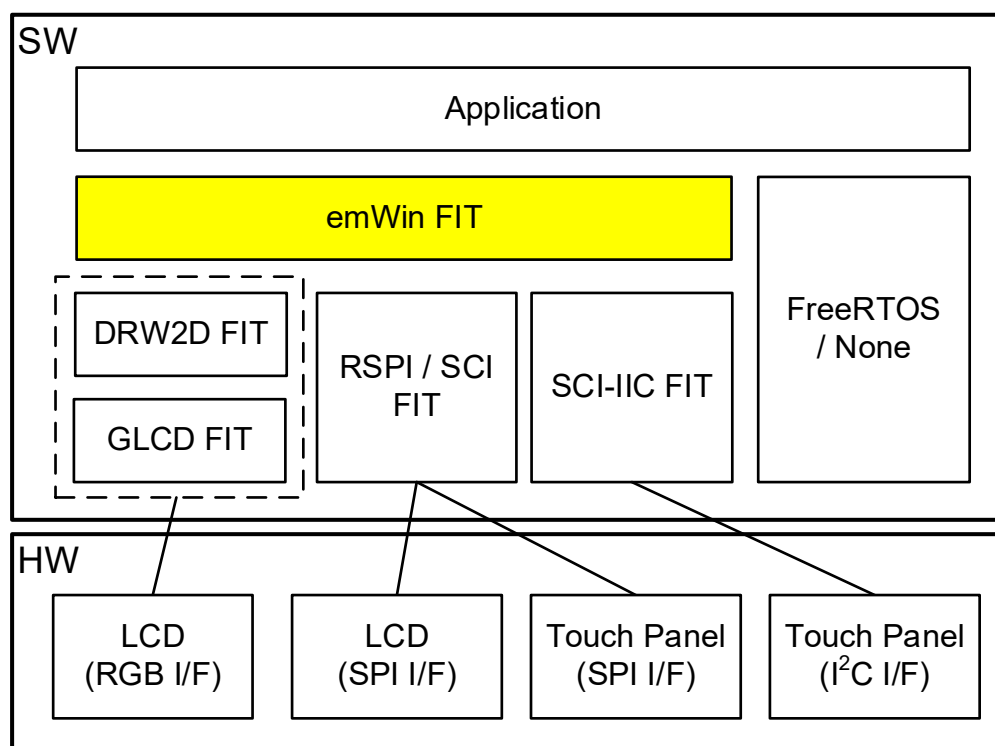 SW
Application
emWin FIT
DRW2D FIT
GLCD FIT
RSPI / SCI
FIT
SCI-IIC FIT
FreeRTOS
/ None
HW
LCD
(RGB I/F)
LCD
(SPI I/F)
Touch Panel
(SPI I/F)
Touch Panel
(I²C I/F)